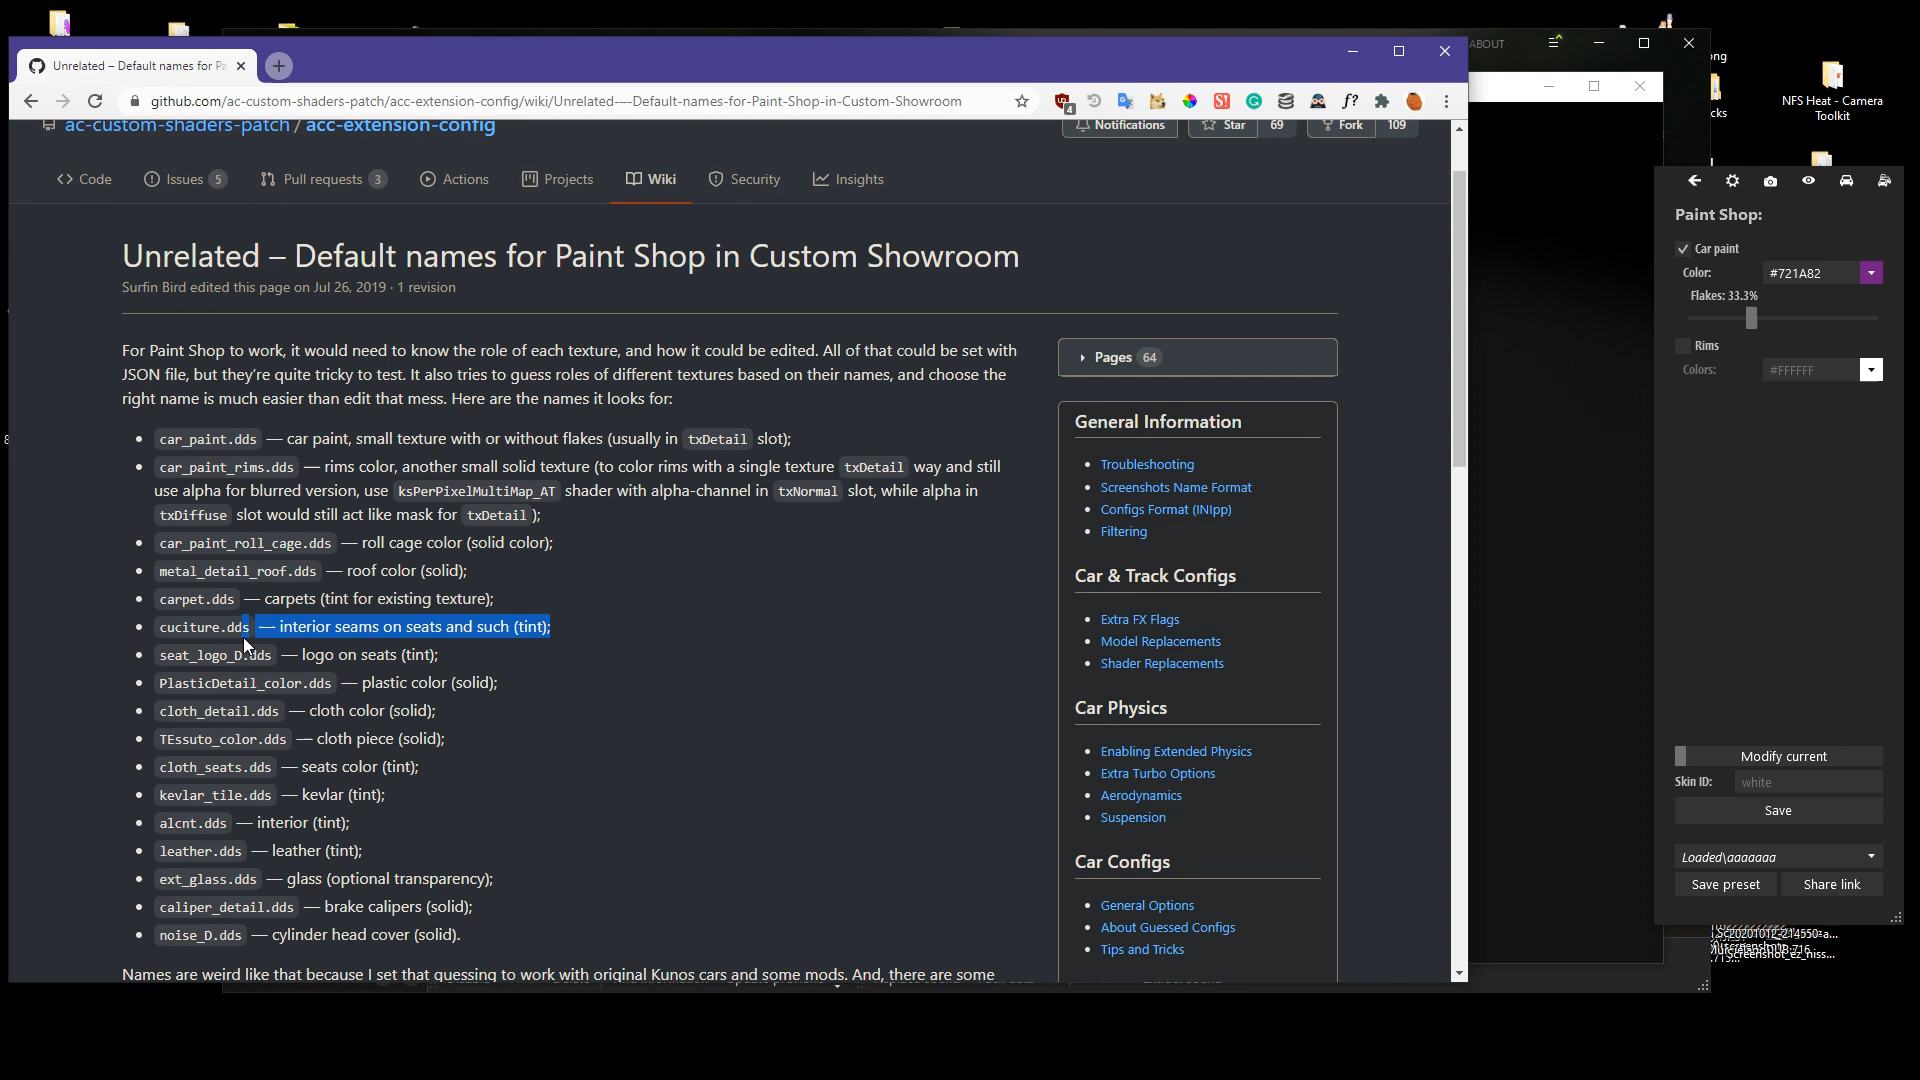 ABOUT
Unrelated – Default names for Pa
github.com/ac-custom-shaders-patch/acc-extension-config/wiki/Unrelated-–-Default-names-for-Paint-Shop-in-Custom-Showroom
4
f?
ac-custom-shaders-patch / acc-extension-config
Notifications
Star 69
Fork 109
Code
Issues 5
Pull requests 3
Actions
Projects
Wiki
Security
Insights
Unrelated – Default names for Paint Shop in Custom Showroom
Surfin Bird edited this page on Jul 26, 2019 · 1 revision
For Paint Shop to work, it would need to know the role of each texture, and how it could be edited. All of that could be set with
JSON file, but they’re quite tricky to test. It also tries to guess roles of different textures based on their names, and choose the
right name is much easier than edit that mess. Here are the names it looks for:
• car_paint.dds — car paint, small texture with or without flakes (usually in txDetail slot);
• car_paint_rims.dds — rims color, another small solid texture (to color rims with a single texture txDetail way and still
use alpha for blurred version, use ksPerPixelMultiMap_AT shader with alpha-channel in txNormal slot, while alpha in
txDiffuse slot would still act like mask for txDetail );
• car_paint_roll_cage.dds — roll cage color (solid color);
• metal_detail_roof.dds — roof color (solid);
• carpet.dds — carpets (tint for existing texture);
• cuciture.dds — interior seams on seats and such (tint);
• seat_logo_D.dds — logo on seats (tint);
• PlasticDetail_color.dds — plastic color (solid);
• cloth_detail.dds — cloth color (solid);
• TEssuto_color.dds — cloth piece (solid);
• cloth_seats.dds — seats color (tint);
• kevlar_tile.dds — kevlar (tint);
• alcnt.dds — interior (tint);
• leather.dds — leather (tint);
• ext_glass.dds — glass (optional transparency);
• caliper_detail.dds — brake calipers (solid);
• noise_D.dds — cylinder head cover (solid).
Names are weird like that because I set that guessing to work with original Kunos cars and some mods. And, there are some
Pages 64
General Information
• Troubleshooting
• Screenshots Name Format
• Configs Format (INIpp)
• Filtering
Car & Track Configs
• Extra FX Flags
• Model Replacements
• Shader Replacements
Car Physics
• Enabling Extended Physics
• Extra Turbo Options
• Aerodynamics
• Suspension
Car Configs
• General Options
• About Guessed Configs
• Tips and Tricks
NFS Heat - Camera
Toolkit
Paint Shop:
Car paint
Color: #721A82
Flakes: 33.3%
Rims
Colors: #FFFFFF
Modify current
Skin ID: white
Save
Loaded\aaaaaaa
Save preset
Share link